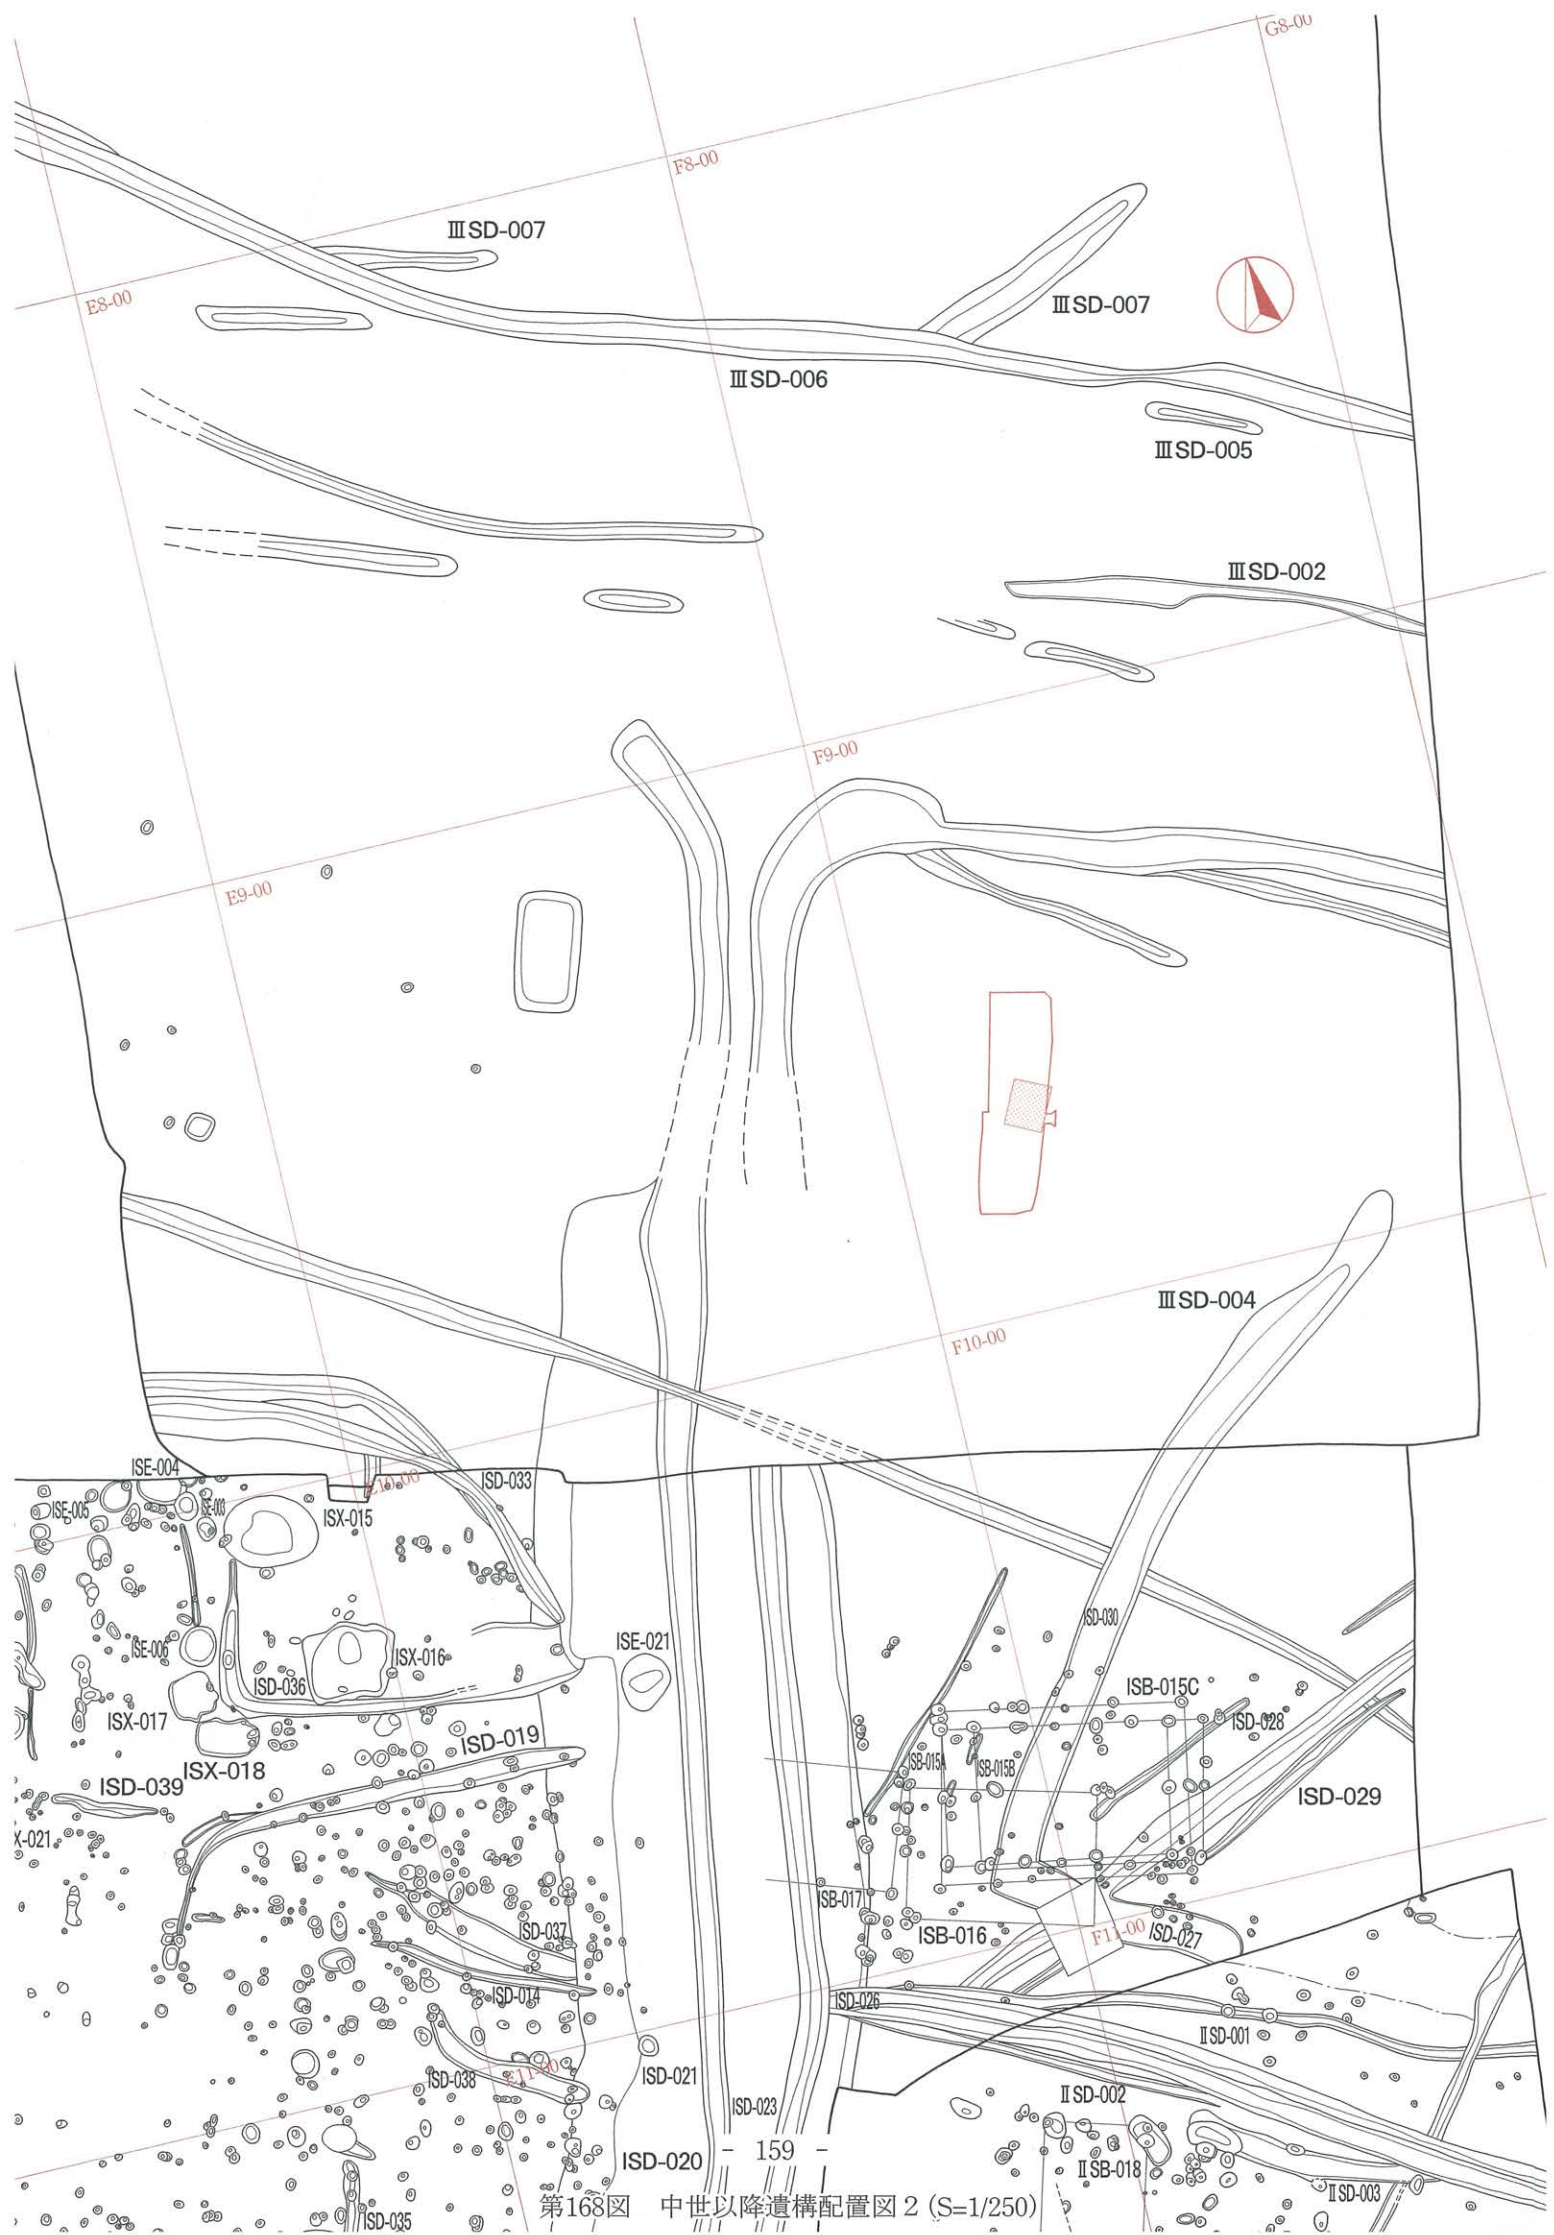 G8-00
F8-00
ⅢSD-007
E8-00
ⅢSD-007
ⅢSD-006
ⅢSD-005
ⅢSD-002
F9-00
E9-00
ⅢSD-004
F10-00
ISE-004
E10-00
ISD-033
ISE-005
ISE-003
ISX-015
ISD-030
ISE-006
ISE-021
ISX-016
ISD-036
ISB-015C
ISX-017
ISD-028
ISD-019
ISX-018
ISB-015A
ISB-015B
ISD-039
ISD-029
X-021
ISB-017
ISD-037
ISB-016
F11-00
ISD-027
ISD-014
ISD-026
ⅡSD-001
ISD-038
E11-00
ISD-021
ISD-023
ⅡSD-002
ISD-020
ⅡSB-018
ⅡSD-003
ISD-035
- 159 -
第168図 中世以降遺構配置図2 (S=1/250)